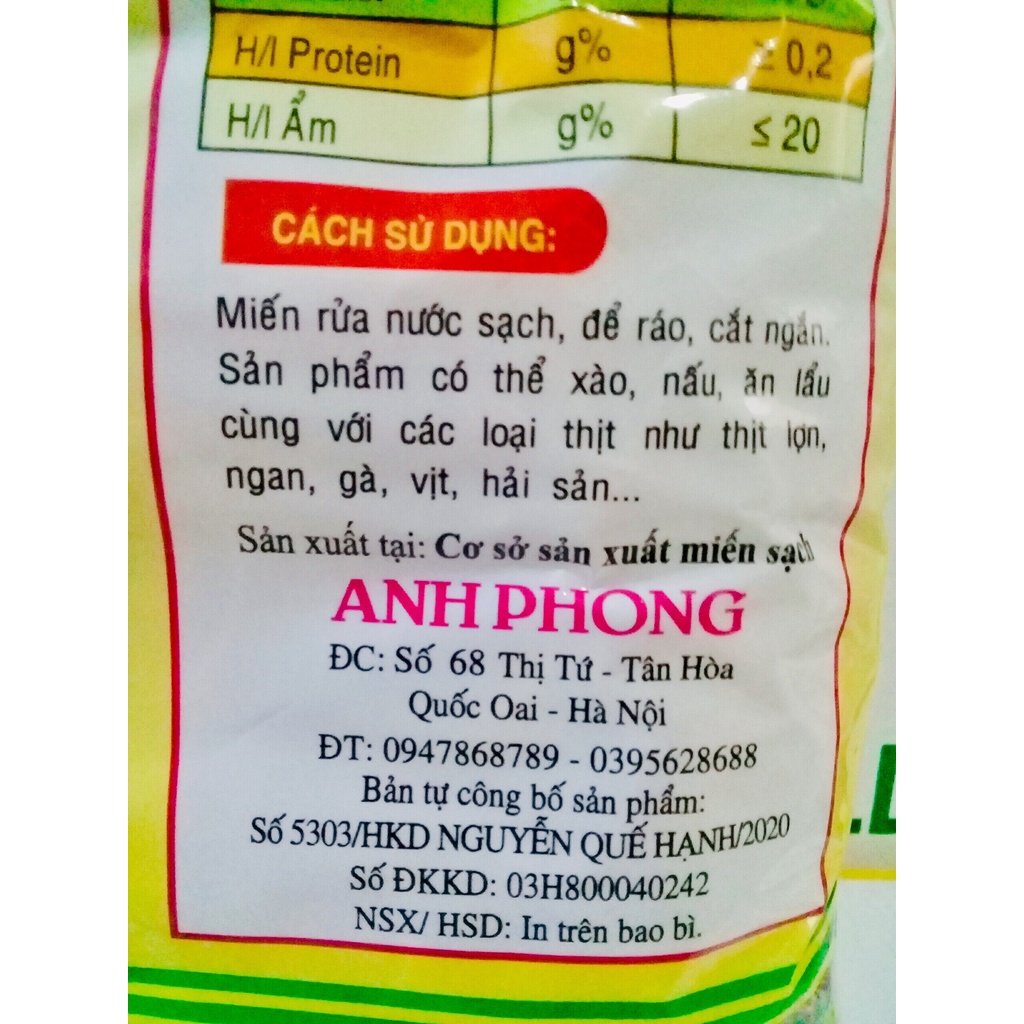 H/l Protein g% ≥ 0,2
H/l Ẩm g% ≤ 20
CÁCH SỬ DỤNG:
Miến rửa nước sạch, để ráo, cắt ngắn.
Sản phẩm có thể xào, nấu, ăn lẩu
cùng với các loại thịt như thịt lợn,
ngan, gà, vịt, hải sản...
Sản xuất tại: Cơ sở sản xuất miến sạch
ANH PHONG
ĐC: Số 68 Thị Tứ - Tân Hòa
Quốc Oai - Hà Nội
ĐT: 0947868789 - 0395628688
Bản tự công bố sản phẩm:
Số 5303/HKD NGUYỄN QUẾ HẠNH/2020
Số ĐKKD: 03H800040242
NSX/ HSD: In trên bao bì.